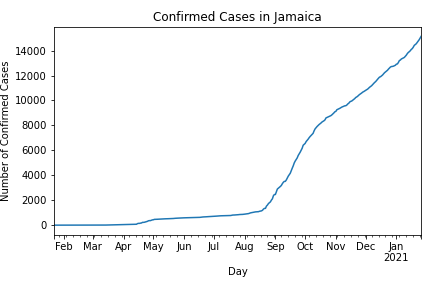 Confirmed Cases in Jamaica
Number of Confirmed Cases
14000
12000
10000
8000
6000
4000
2000
0
Feb Mar Apr May Jun Jul Aug Sep Oct Nov Dec Jan
2021
Day